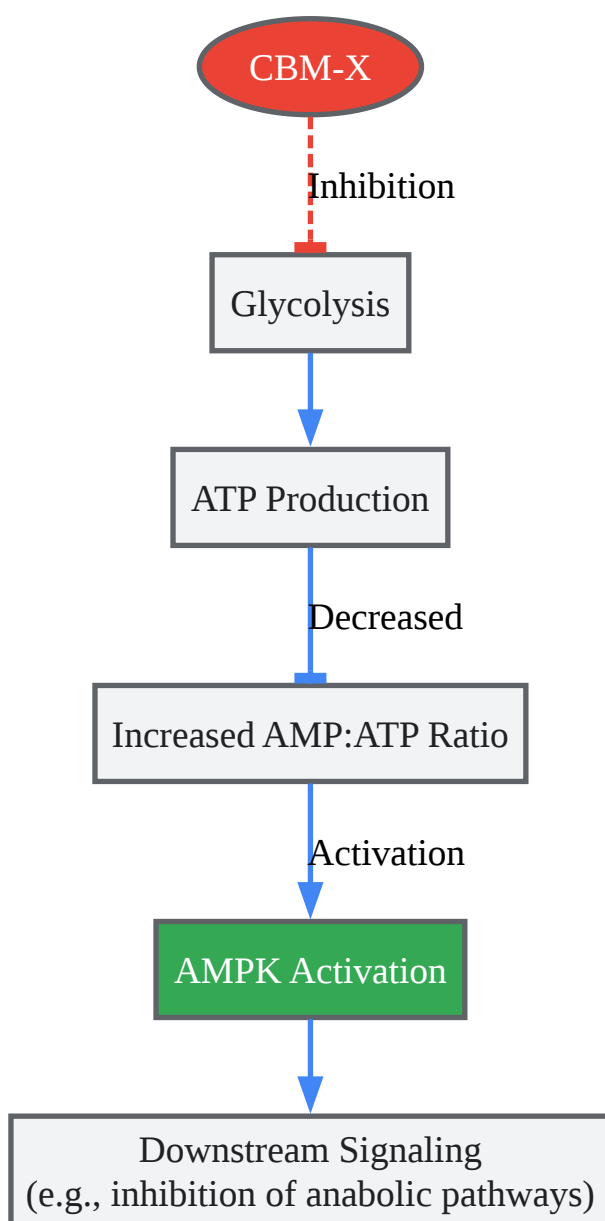 CBM-X
Inhibition
Glycolysis
ATP Production
Decreased
Increased AMP:ATP Ratio
Activation
AMPK Activation
Downstream Signaling
(e.g., inhibition of anabolic pathways)